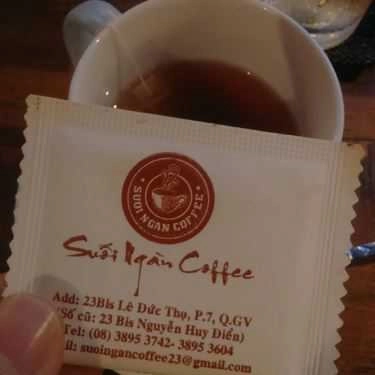 SUOI NGAN COFFEE
Suối Ngàn Coffee
Add: 23Bis Lê Đức Thọ, P.7, Q.GV
(Số cũ: 23 Bis Nguyễn Huy Điển)
Tel: (08) 3895 3742- 3895 3604
il: suoingancoffee23@gmail.com